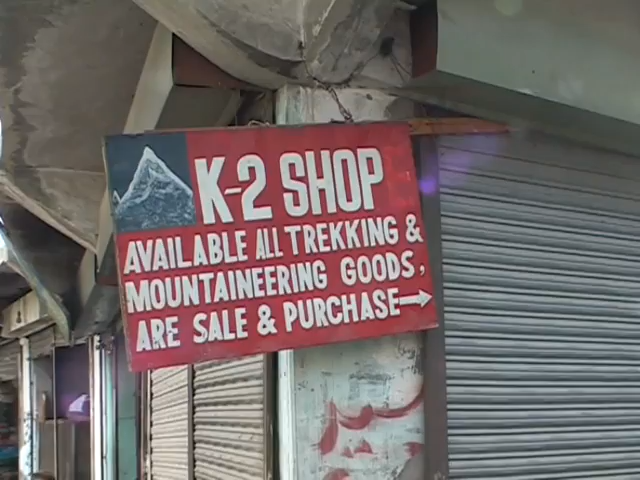 K-2 SHOP
AVAILABLE ALL TREKKING &
MOUNTAINEERING GOODS,
ARE SALE & PURCHASE→